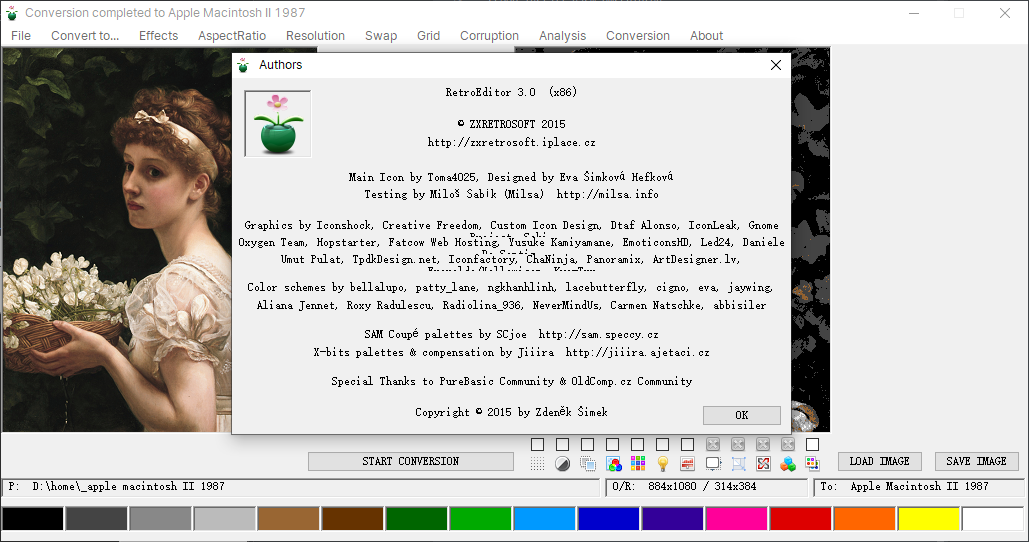 Conversion completed to Apple Macintosh II 1987
File Convert to... Effects AspectRatio Resolution Swap Grid Corruption Analysis Conversion About
Authors
RetroEditor 3.0 (x86)
© ZXRETROSOFT 2015
http://zxretrosoft.iplace.cz
Main Icon by Toma4025, Designed by Eva Šimková Hefková
Testing by Miloš Sabík (Milsa) http://milsa.info
Graphics by Iconshock, Creative Freedom, Custom Icon Design, Dtaf Alonso, IconLeak, Gnome
Oxygen Team, Hopstarter, Fatcow Web Hosting, Yusuke Kamiyamane, EmoticonsHD, Led24, Daniele
Umut Pulat, TpdkDesign.net, Iconfactory, ChaNinja, Panoramix, ArtDesigner.lv,
Color schemes by bellalupo, patty_lane, ngkhanhlinh, lacebutterfly, cigno, eva, jaywing,
Aliana Jennet, Roxy Radulescu, Radiolina_936, NeverMindUs, Carmen Natschke, abbisiler
SAM Coupé palettes by SCjoe http://sam.speccy.cz
X-bits palettes & compensation by Jiiira http://jiiira.ajetaci.cz
Special Thanks to PureBasic Community & OldComp.cz Community
Copyright © 2015 by Zdeněk Šimek
OK
START CONVERSION
LOAD IMAGE
SAVE IMAGE
P: D:\home\_apple macintosh II 1987
O/R: 884x1080 / 314x384
To: Apple Macintosh II 1987